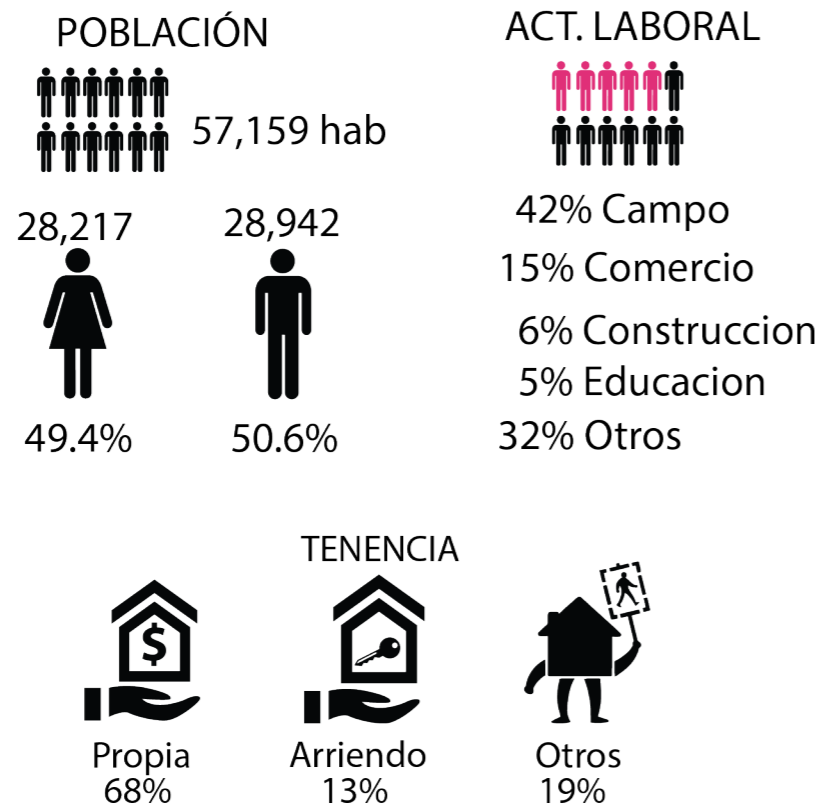 POBLACIÓN
57,159 hab
28,217
28,942
49.4%
50.6%
ACT. LABORAL
42% Campo
15% Comercio
6% Construccion
5% Educacion
32% Otros
TENENCIA
$
Propia
68%
Arriendo
13%
Otros
19%